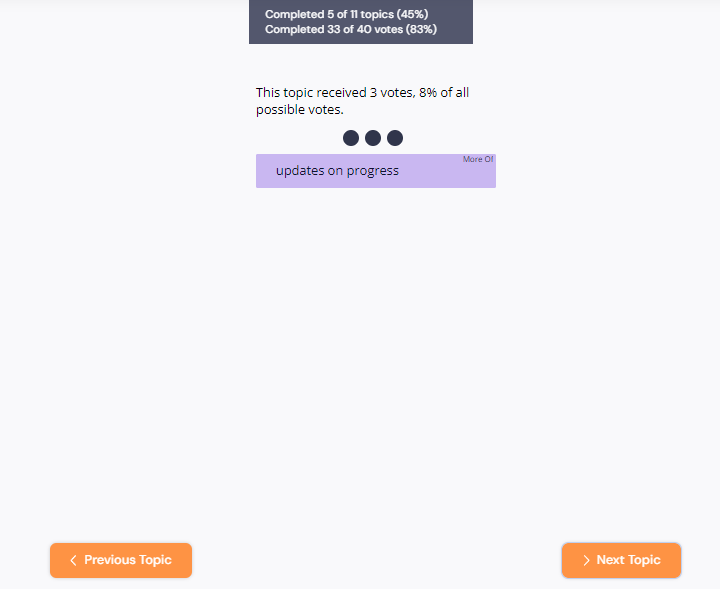 Completed 5 of 11 topics (45%)
Completed 33 of 40 votes (83%)
This topic received 3 votes, 8% of all
possible votes.
More Of
updates on progress
Previous Topic
Next Topic